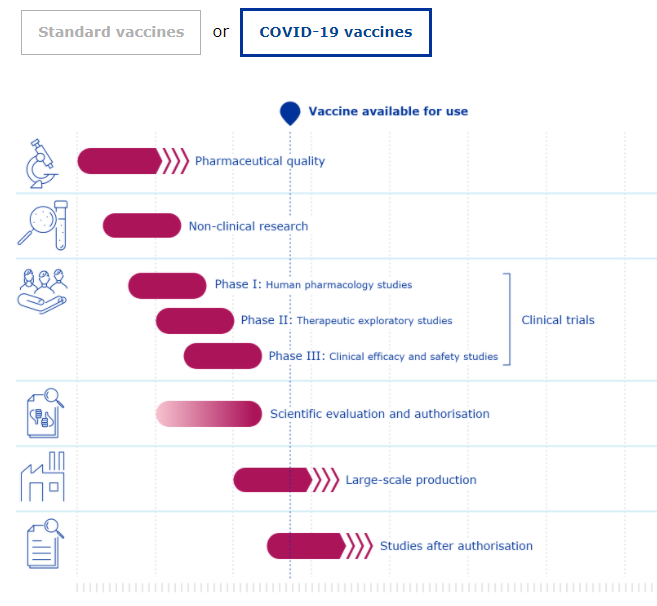 Standard vaccines or COVID-19 vaccines
Vaccine available for use
Pharmaceutical quality
Non-clinical research
Phase I: Human pharmacology studies
Phase II: Therapeutic exploratory studies
Clinical trials
Phase III: Clinical efficacy and safety studies
Scientific evaluation and authorisation
Large-scale production
Studies after authorisation